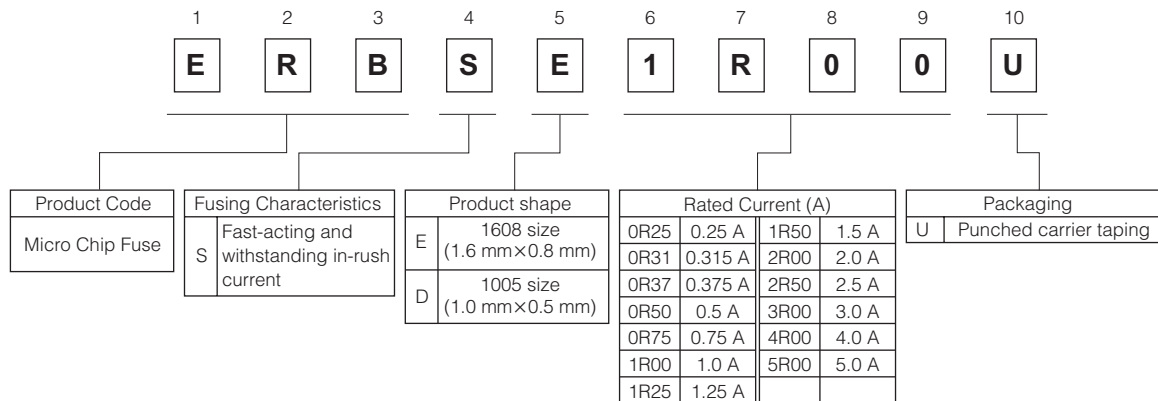 1 2 3 4 5 6 7 8 9 10
E R B S E 1 R 0 0 U
Product Code
Micro Chip Fuse
Fusing Characteristics
S Fast-acting and
withstanding in-rush
current
Product shape
E 1608 size
(1.6 mm×0.8 mm)
D 1005 size
(1.0 mm×0.5 mm)
Rated Current (A)
0R25 0.25 A 1R50 1.5 A
0R31 0.315 A 2R00 2.0 A
0R37 0.375 A 2R50 2.5 A
0R50 0.5 A 3R00 3.0 A
0R75 0.75 A 4R00 4.0 A
1R00 1.0 A 5R00 5.0 A
1R25 1.25 A
Packaging
U Punched carrier taping